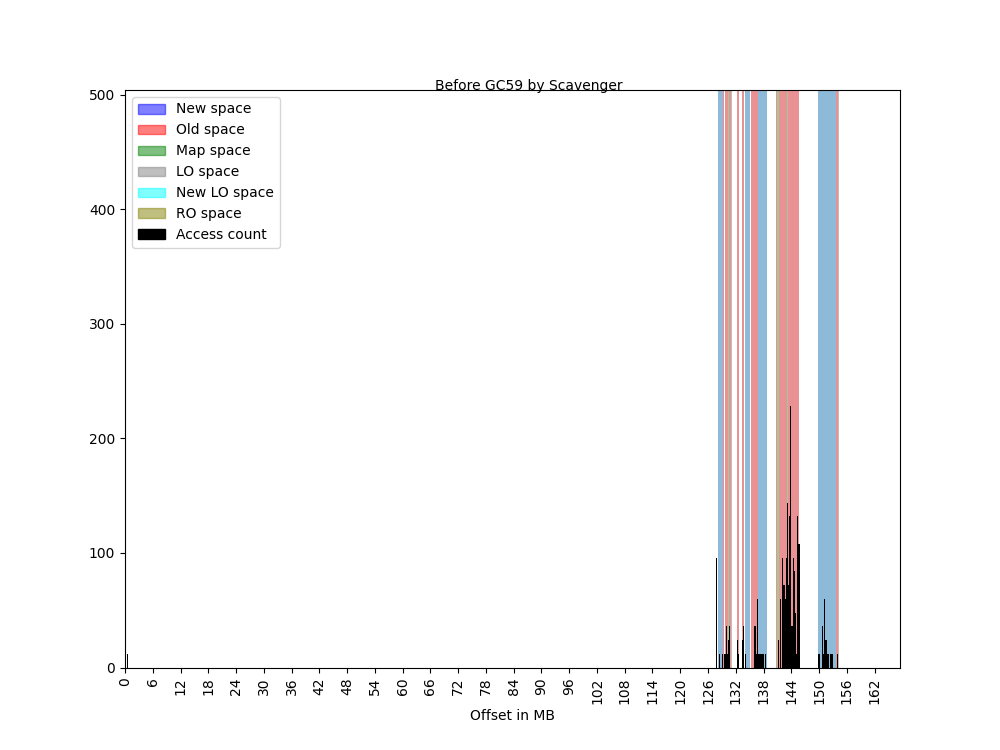 Before GC59 by Scavenger
500
400
300
200
100
0
New space
Old space
Map space
LO space
New LO space
RO space
Access count
0 6 12 18 24 30 36 42 48 54 60 66 72 78 84 90 96 102 108 114 120 126 132 138 144 150 156 162
Offset in MB